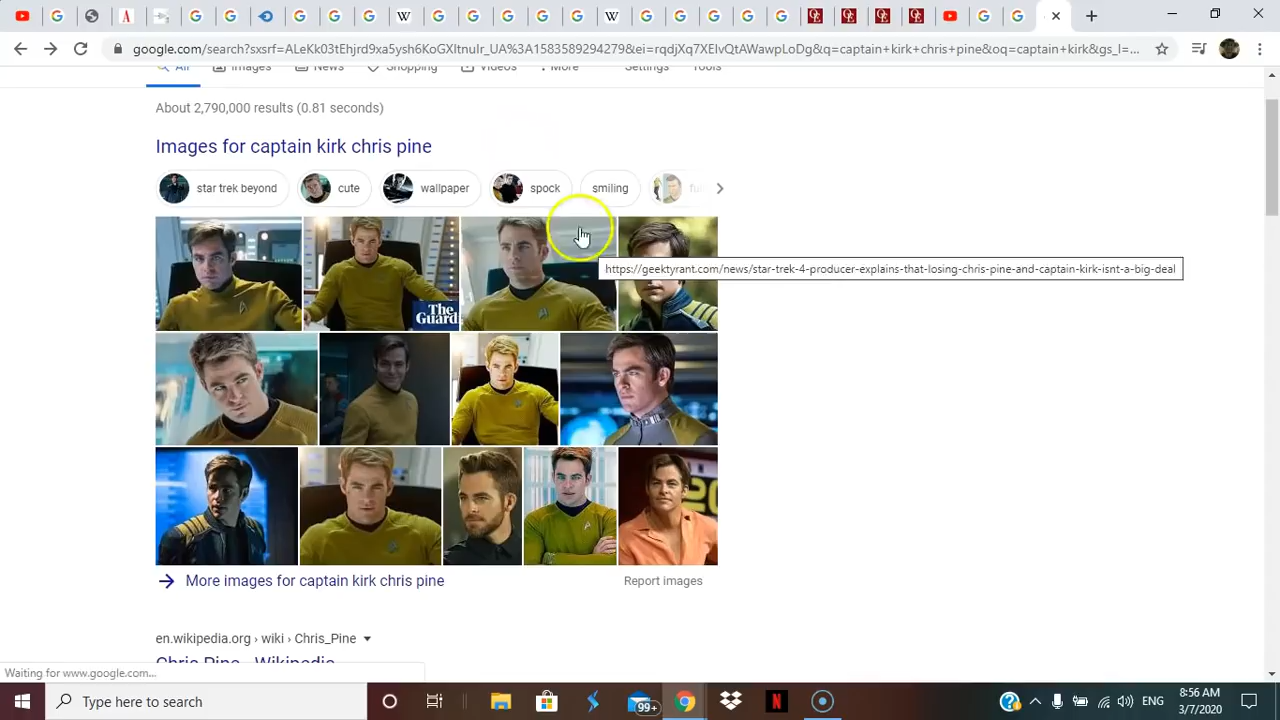 google.com/search?sxsrf=ALeKk03tEhjrd9xa5ysh6KoGXltnuIr_UA%3A1583589294279&ei=rqdjXq7XEIvQtAWawpLoDg&q=captain+kirk+chris+pine&oq=captain+kirk&gs_l=...
All Images News Shopping Videos More Settings Tools
About 2,790,000 results (0.81 seconds)
Images for captain kirk chris pine
star trek beyond cute wallpaper spock smiling
https://geektyrant.com/news/star-trek-4-producer-explains-that-losing-chris-pine-and-captain-kirk-isnt-a-big-deal
The
Guard
More images for captain kirk chris pine Report images
en.wikipedia.org › wiki › Chris_Pine
Chris Pine - Wikipedia
Waiting for www.google.com...
Type here to search
99+
N
ENG
8:56 AM
3/7/2020